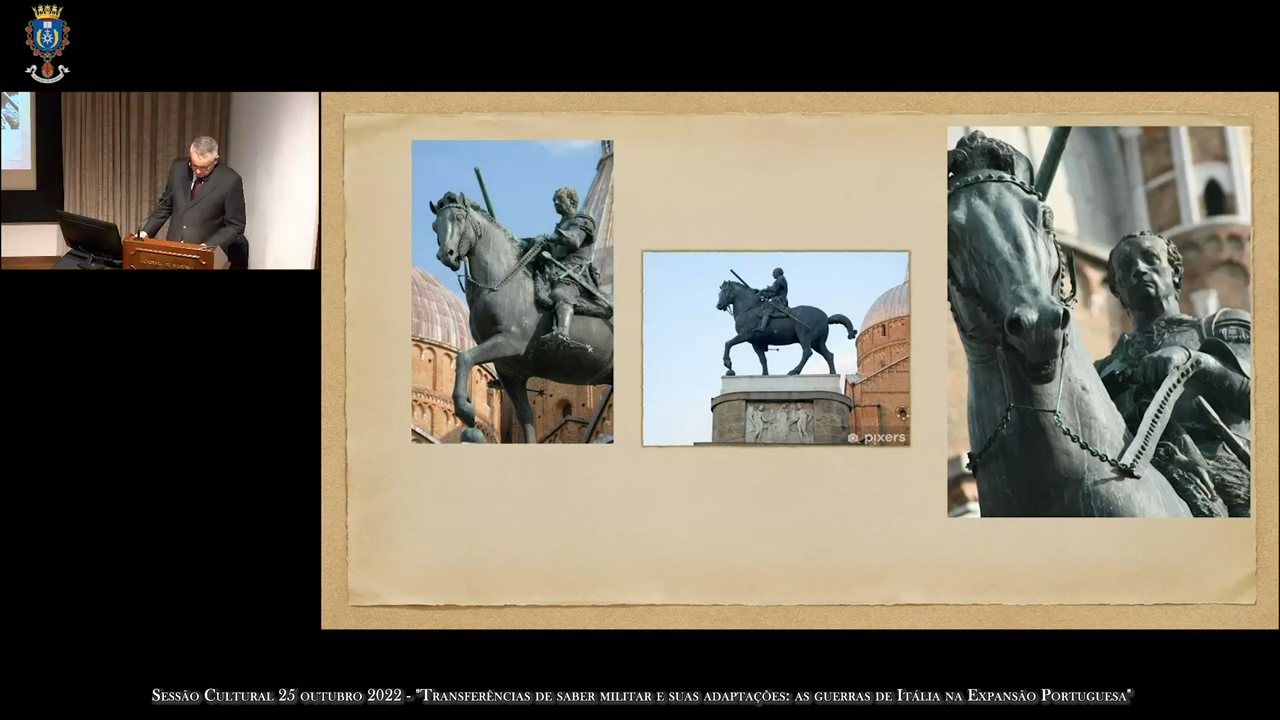 pixers
Sessão Cultural 25 outubro 2022 - "Transferências de saber militar e suas adaptações: as guerras de Itália na Expansão Portuguesa"